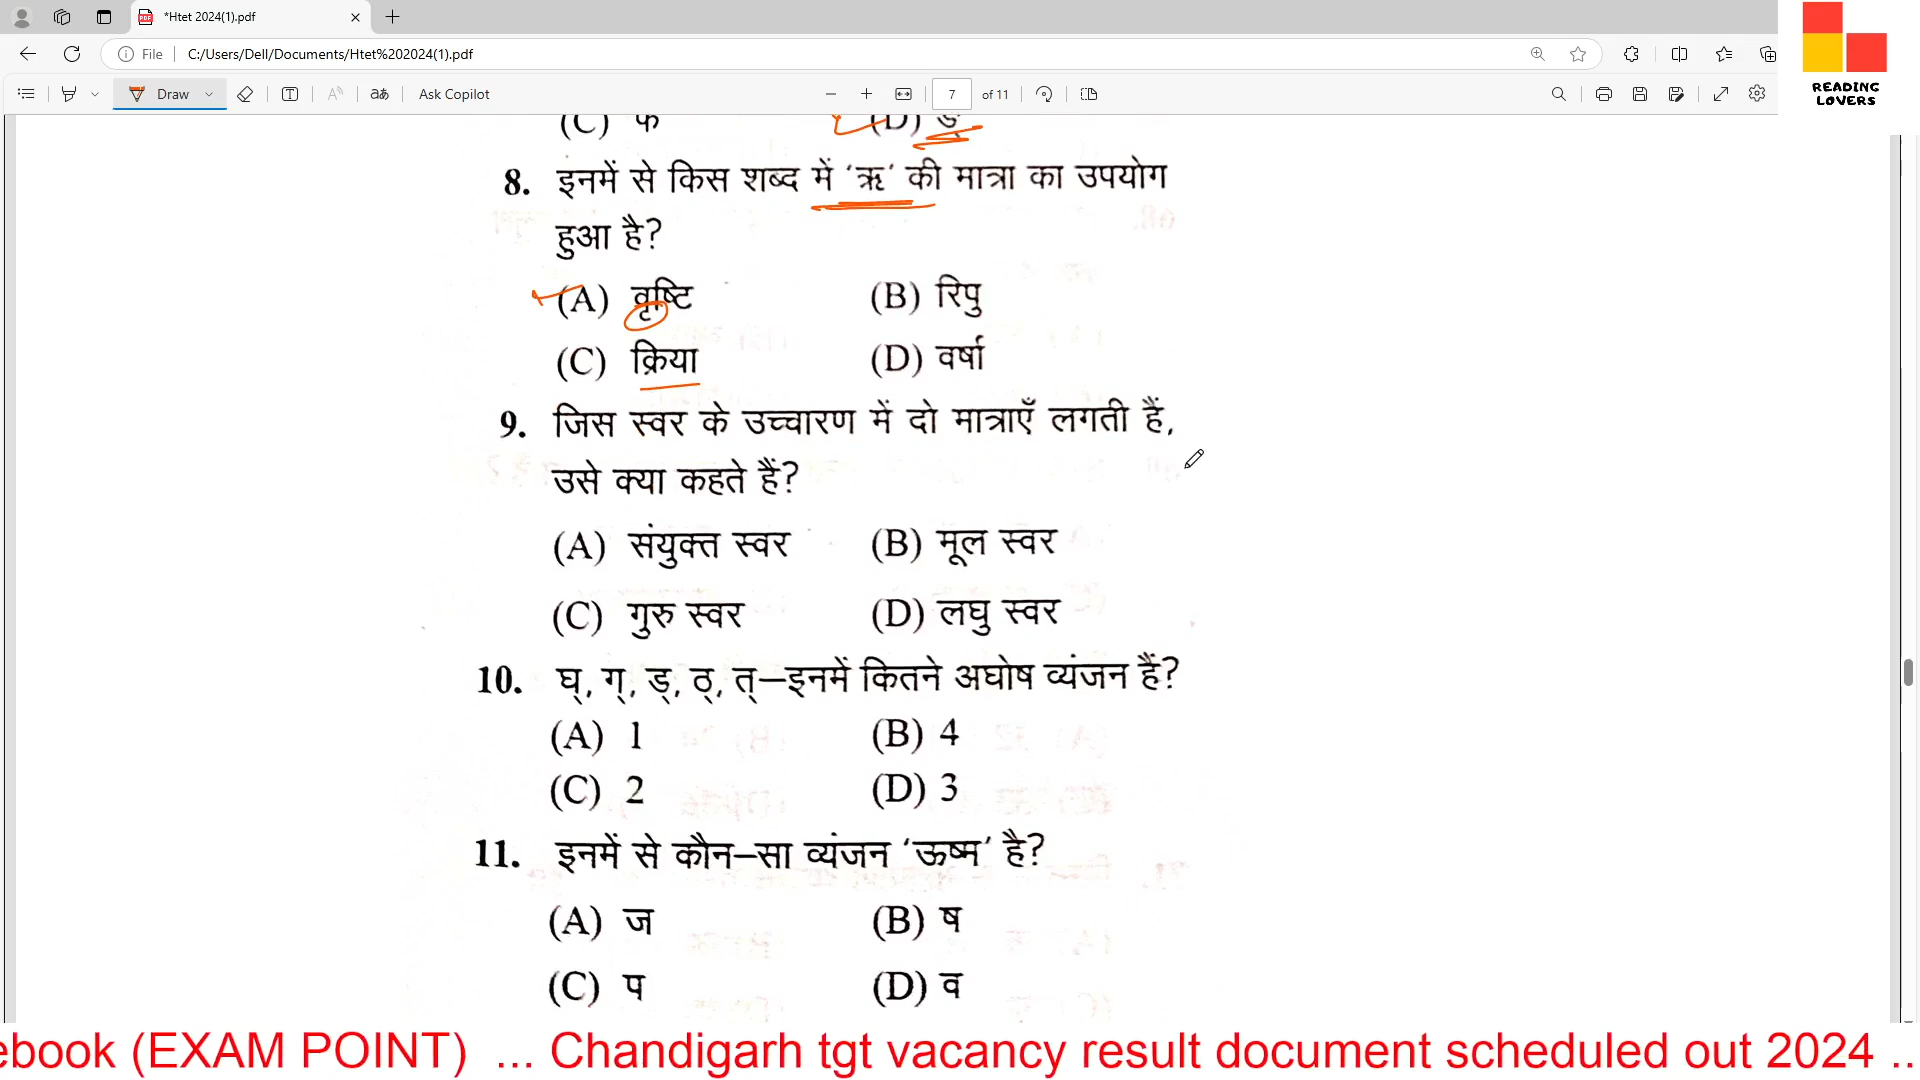 *Htet 2024(1).pdf
File C:/Users/Dell/Documents/Htet%202024(1).pdf
Draw Ask Copilot 7 of 11
READING
LOVERS
(C) फ (D) ङ्
8. इनमें से किस शब्द में ‘ऋ’ की मात्रा का उपयोग
हुआ है?
(A) वृष्टि (B) रिपु
(C) क्रिया (D) वर्षा
9. जिस स्वर के उच्चारण में दो मात्राएँ लगती हैं,
उसे क्या कहते हैं?
(A) संयुक्त स्वर (B) मूल स्वर
(C) गुरु स्वर (D) लघु स्वर
10. घ्, ग्, ड्, ठ्, त्–इनमें कितने अघोष व्यंजन हैं?
(A) 1 (B) 4
(C) 2 (D) 3
11. इनमें से कौन–सा व्यंजन ‘ऊष्म’ है?
(A) ज (B) ष
(C) प (D) व
ebook (EXAM POINT) ... Chandigarh tgt vacancy result document scheduled out 2024 ..